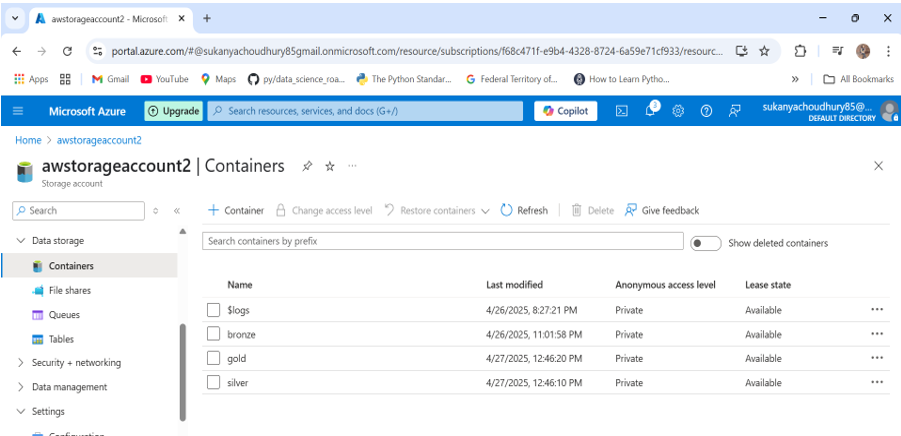 awstorageaccount2 - Microsoft
portal.azure.com/#@sukanyachoudhury85gmail.onmicrosoft.com/resource/subscriptions/f68c471f-e9b4-4328-8724-6a59e71cf933/resourc...
Apps Gmail YouTube Maps py/data_science_roa... The Python Standar... Federal Territory of... How to Learn Pytho... » All Bookmarks
Microsoft Azure Upgrade Search resources, services, and docs (G+/) Copilot 3 sukanyachoudhury85@...
DEFAULT DIRECTORY
Home > awstorageaccount2
awstorageaccount2 | Containers ...
Storage account
Search
Container Change access level Restore containers Refresh Delete Give feedback
Data storage
Search containers by prefix Show deleted containers
Containers
File shares
Queues
Tables
Security + networking
Data management
Settings
Configuration
Name Last modified Anonymous access level Lease state
$logs 4/26/2025, 8:27:21 PM Private Available ...
bronze 4/26/2025, 11:01:58 PM Private Available ...
gold 4/27/2025, 12:46:20 PM Private Available ...
silver 4/27/2025, 12:46:10 PM Private Available ...